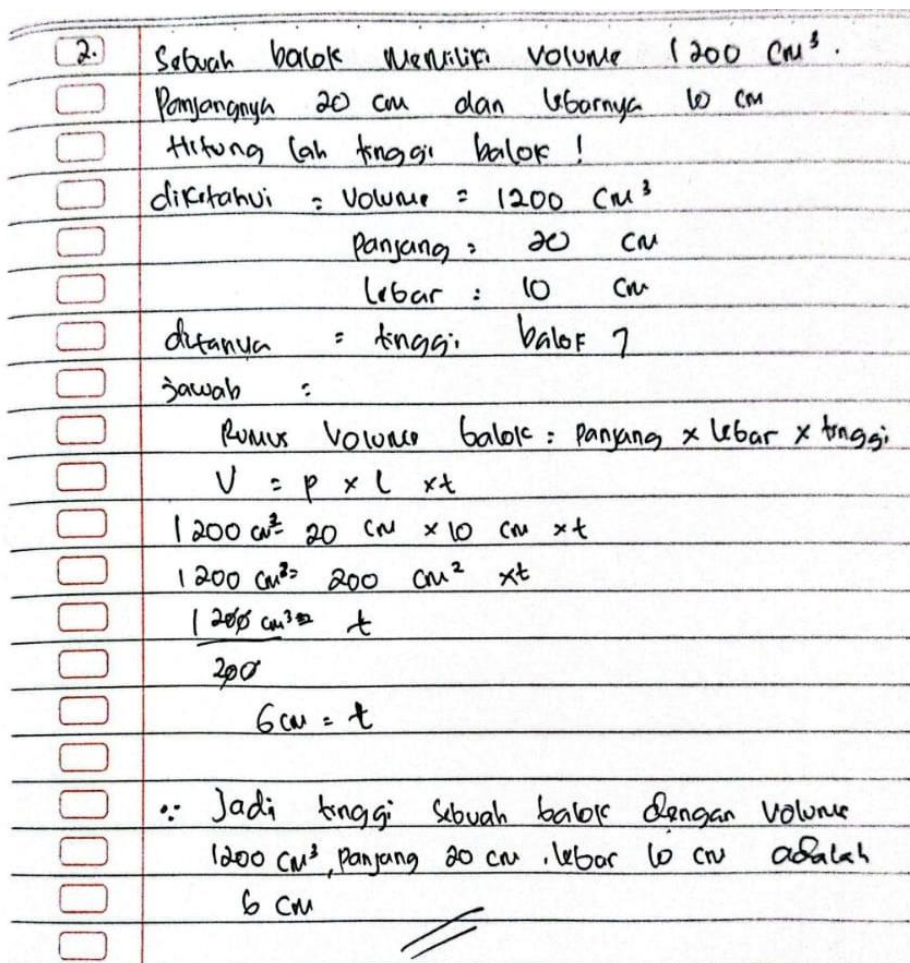 2. Sebuah balok Memiliki Volume 1200 cm³.
Panjangnya 20 cm dan lebarnya 10 cm
Hitung lah tinggi balok !
diketahui = Volume = 1200 cm³
Panjang = 20 cm
lebar = 10 cm
ditanya = tinggi balok ?
jawab :
Rumus Volume balok = Panjang × lebar × tinggi
V = p × l × t
1200 cm³ = 20 cm × 10 cm × t
1200 cm³ = 200 cm² × t
1200 cm³ = t
200
6 cm = t
∴ Jadi tinggi sebuah balok dengan Volume
1200 cm³, panjang 20 cm, lebar 10 cm adalah
6 cm